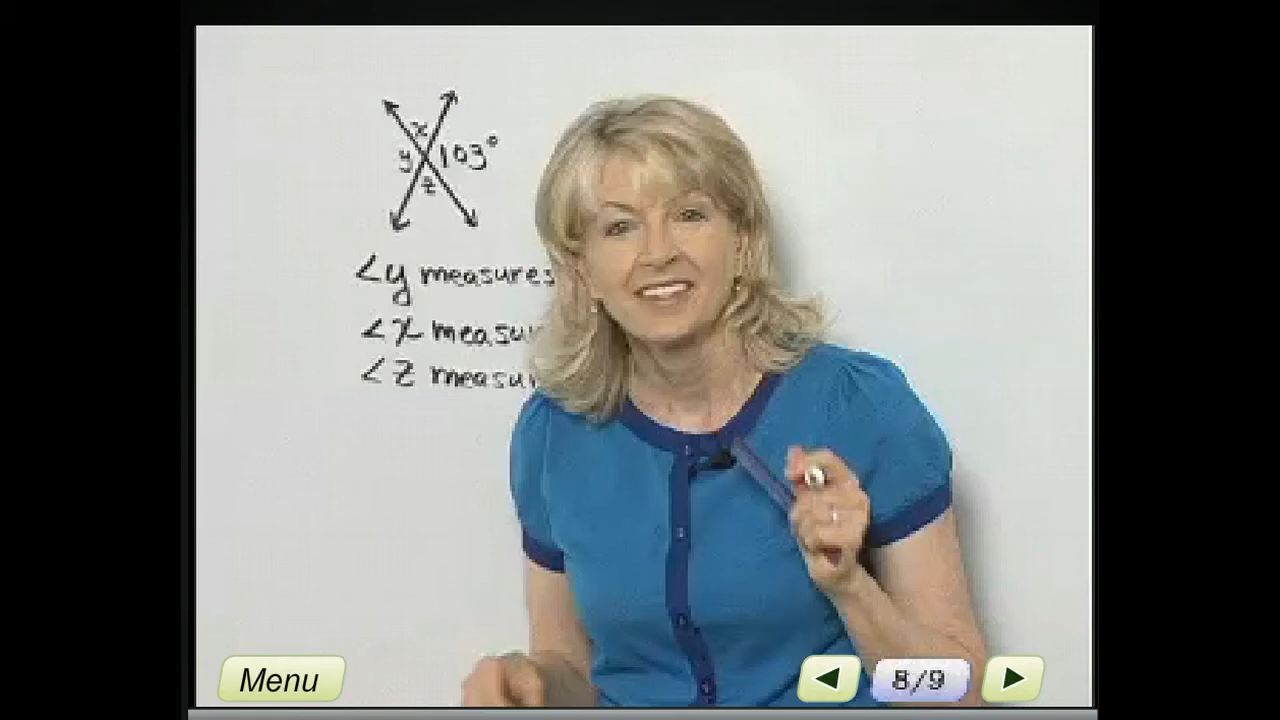 x
y 103°
z
<y measures
<x measu
<z measu
Menu
8/9